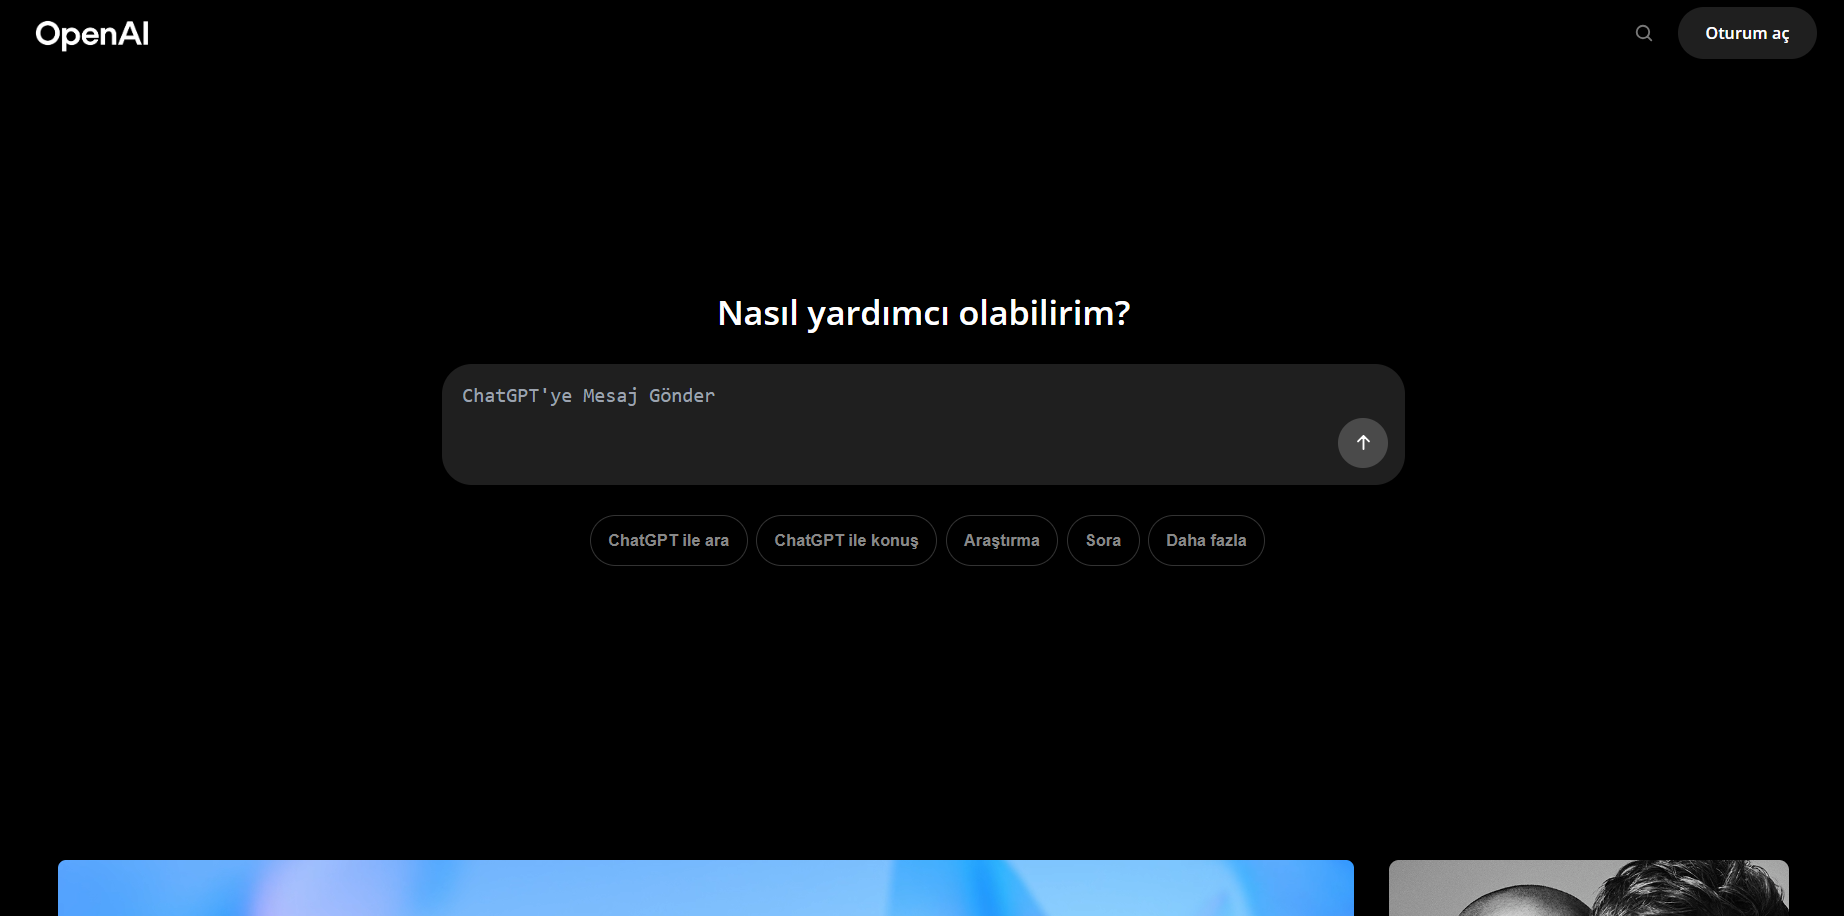 OpenAI
Oturum aç
Nasıl yardımcı olabilirim?
ChatGPT'ye Mesaj Gönder
ChatGPT ile ara
ChatGPT ile konuş
Araştırma
Sora
Daha fazla